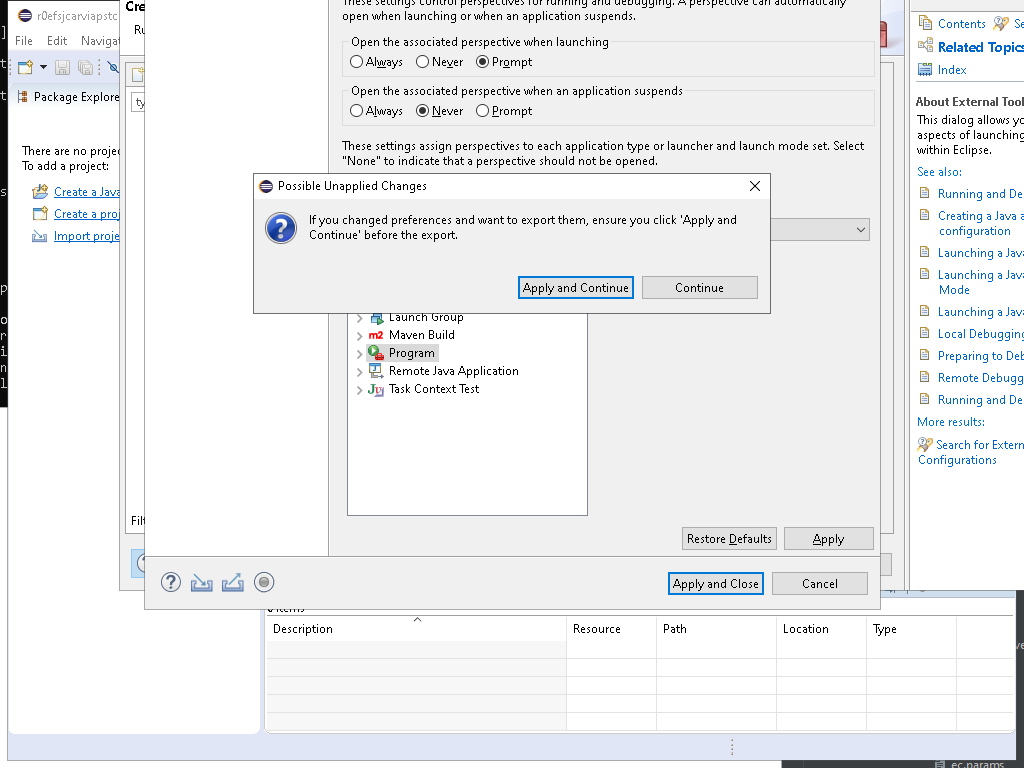 r0efsjcarviapstc
File Edit Navigat
Package Explore
There are no projec
To add a project:
Create a Java
Create a proj
Import proje
Cre
Ru
ty
Filt
These settings control perspectives for running and debugging. A perspective can automatically
open when launching or when an application suspends.
Open the associated perspective when launching
Always Never Prompt
Open the associated perspective when an application suspends
Always Never Prompt
These settings assign perspectives to each application type or launcher and launch mode set. Select
"None" to indicate that a perspective should not be opened.
Possible Unapplied Changes
If you changed preferences and want to export them, ensure you click 'Apply and
Continue' before the export.
Apply and Continue Continue
Launch Group
m2 Maven Build
Program
Remote Java Application
Task Context Test
Restore Defaults Apply
Apply and Close Cancel
Description Resource Path Location Type
Contents Se
Related Topics
Index
About External Tool
This dialog allows yo
aspects of launching
within Eclipse.
See also:
Running and De
Creating a Java a
configuration
Launching a Java
Launching a Java
Mode
Launching a Java
Local Debugging
Preparing to Deb
Remote Debugg
Running and De
More results:
Search for Extern
Configurations
ec.params